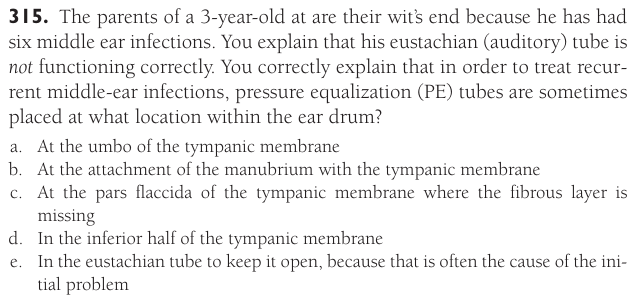 315. The parents of a 3-year-old at are their wit's end because he has had
six middle ear infections. You explain that his eustachian (auditory) tube is
not functioning correctly. You correctly explain that in order to treat recur-
rent middle-ear infections, pressure equalization (PE) tubes are sometimes
placed at what location within the ear drum?
a. At the umbo of the tympanic membrane
b. At the attachment of the manubrium with the tympanic membrane
c. At the pars flaccida of the tympanic membrane where the fibrous layer is
missing
d. In the inferior half of the tympanic membrane
e. In the eustachian tube to keep it open, because that is often the cause of the ini-
tial problem